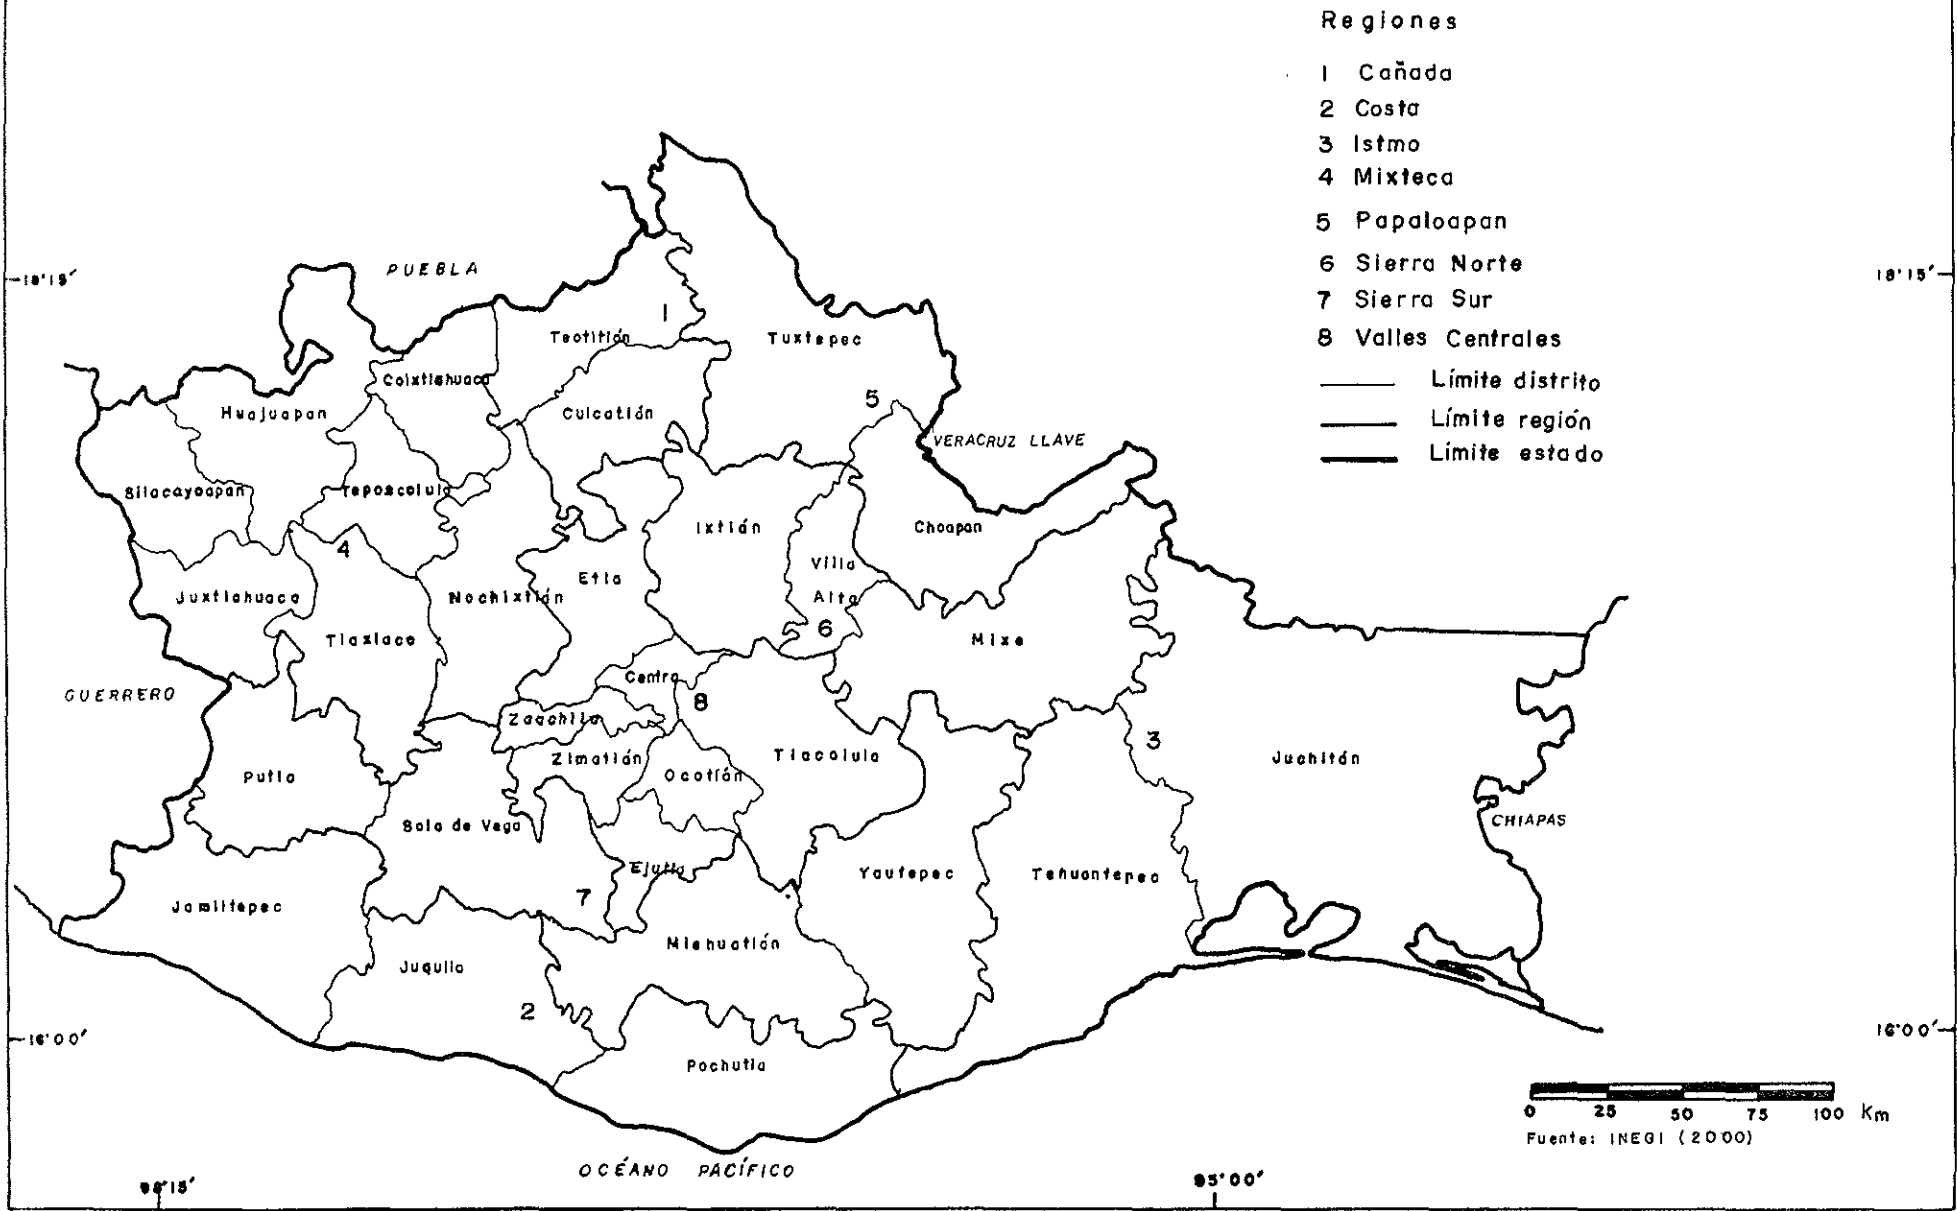 Regiones
1 Cañada
2 Costa
3 Istmo
4 Mixteca
5 Papaloapan
6 Sierra Norte
7 Sierra Sur
8 Valles Centrales
Límite distrito
Límite región
Límite estado
PUEBLA
18°15′
18°15′
1
Teotitlán
Tuxtepec
Coixtlahuaca
Huajuapan
Cuicatlán
5
VERACRUZ LLAVE
Silacayoapan
Teposcolula
Ixtlán
Choapan
4
Villa
Alta
Etla
Juxtlahuaca
Nochixtlán
6
Tlaxiaco
Mixe
GUERRERO
Centro
8
Zaachila
3
Zimatlán
Tlacolula
Juchitán
Putla
Ocotlán
CHIAPAS
Sola de Vega
Ejutla
Yautepec
Tehuantepec
7
Jamiltepec
Miahuatlán
Juquila
2
16°00′
16°00′
Pochutla
0 25 50 75 100 Km
Fuente: INEGI (2000)
OCÉANO PACÍFICO
98°15′
95°00′